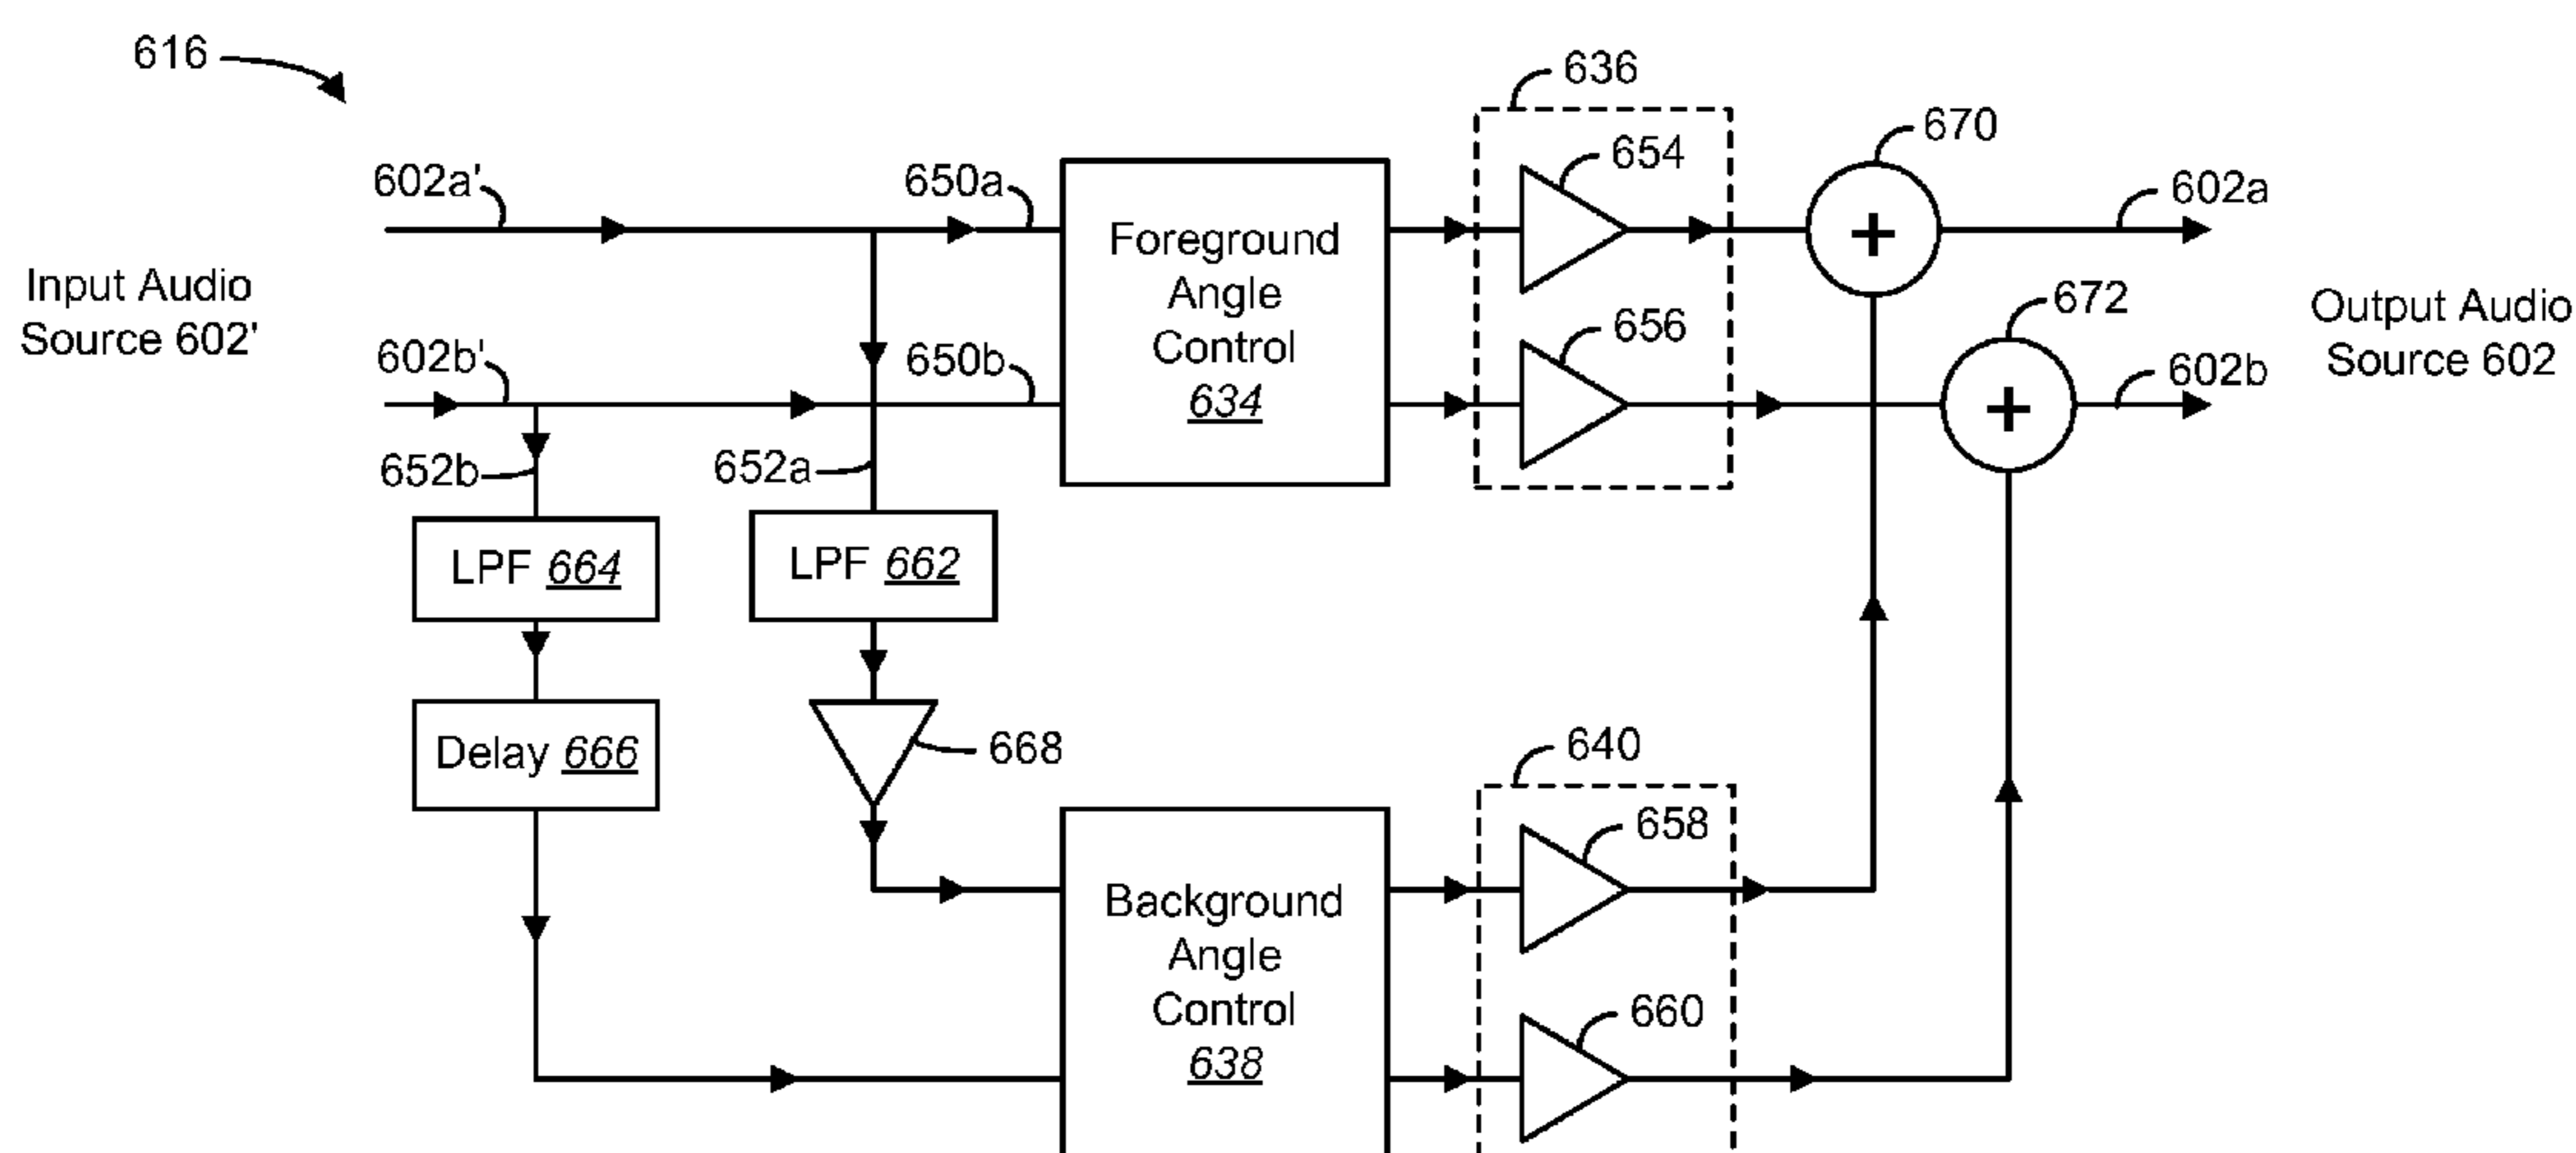 616
636
670
654
602a'
650a
602a
Foreground
Angle
Control
634
+
Input Audio
Source 602'
672
Output Audio
Source 602
602b'
650b
656
602b
+
652b
652a
LPF 664
LPF 662
Delay 666
668
640
658
Background
Angle
Control
638
660